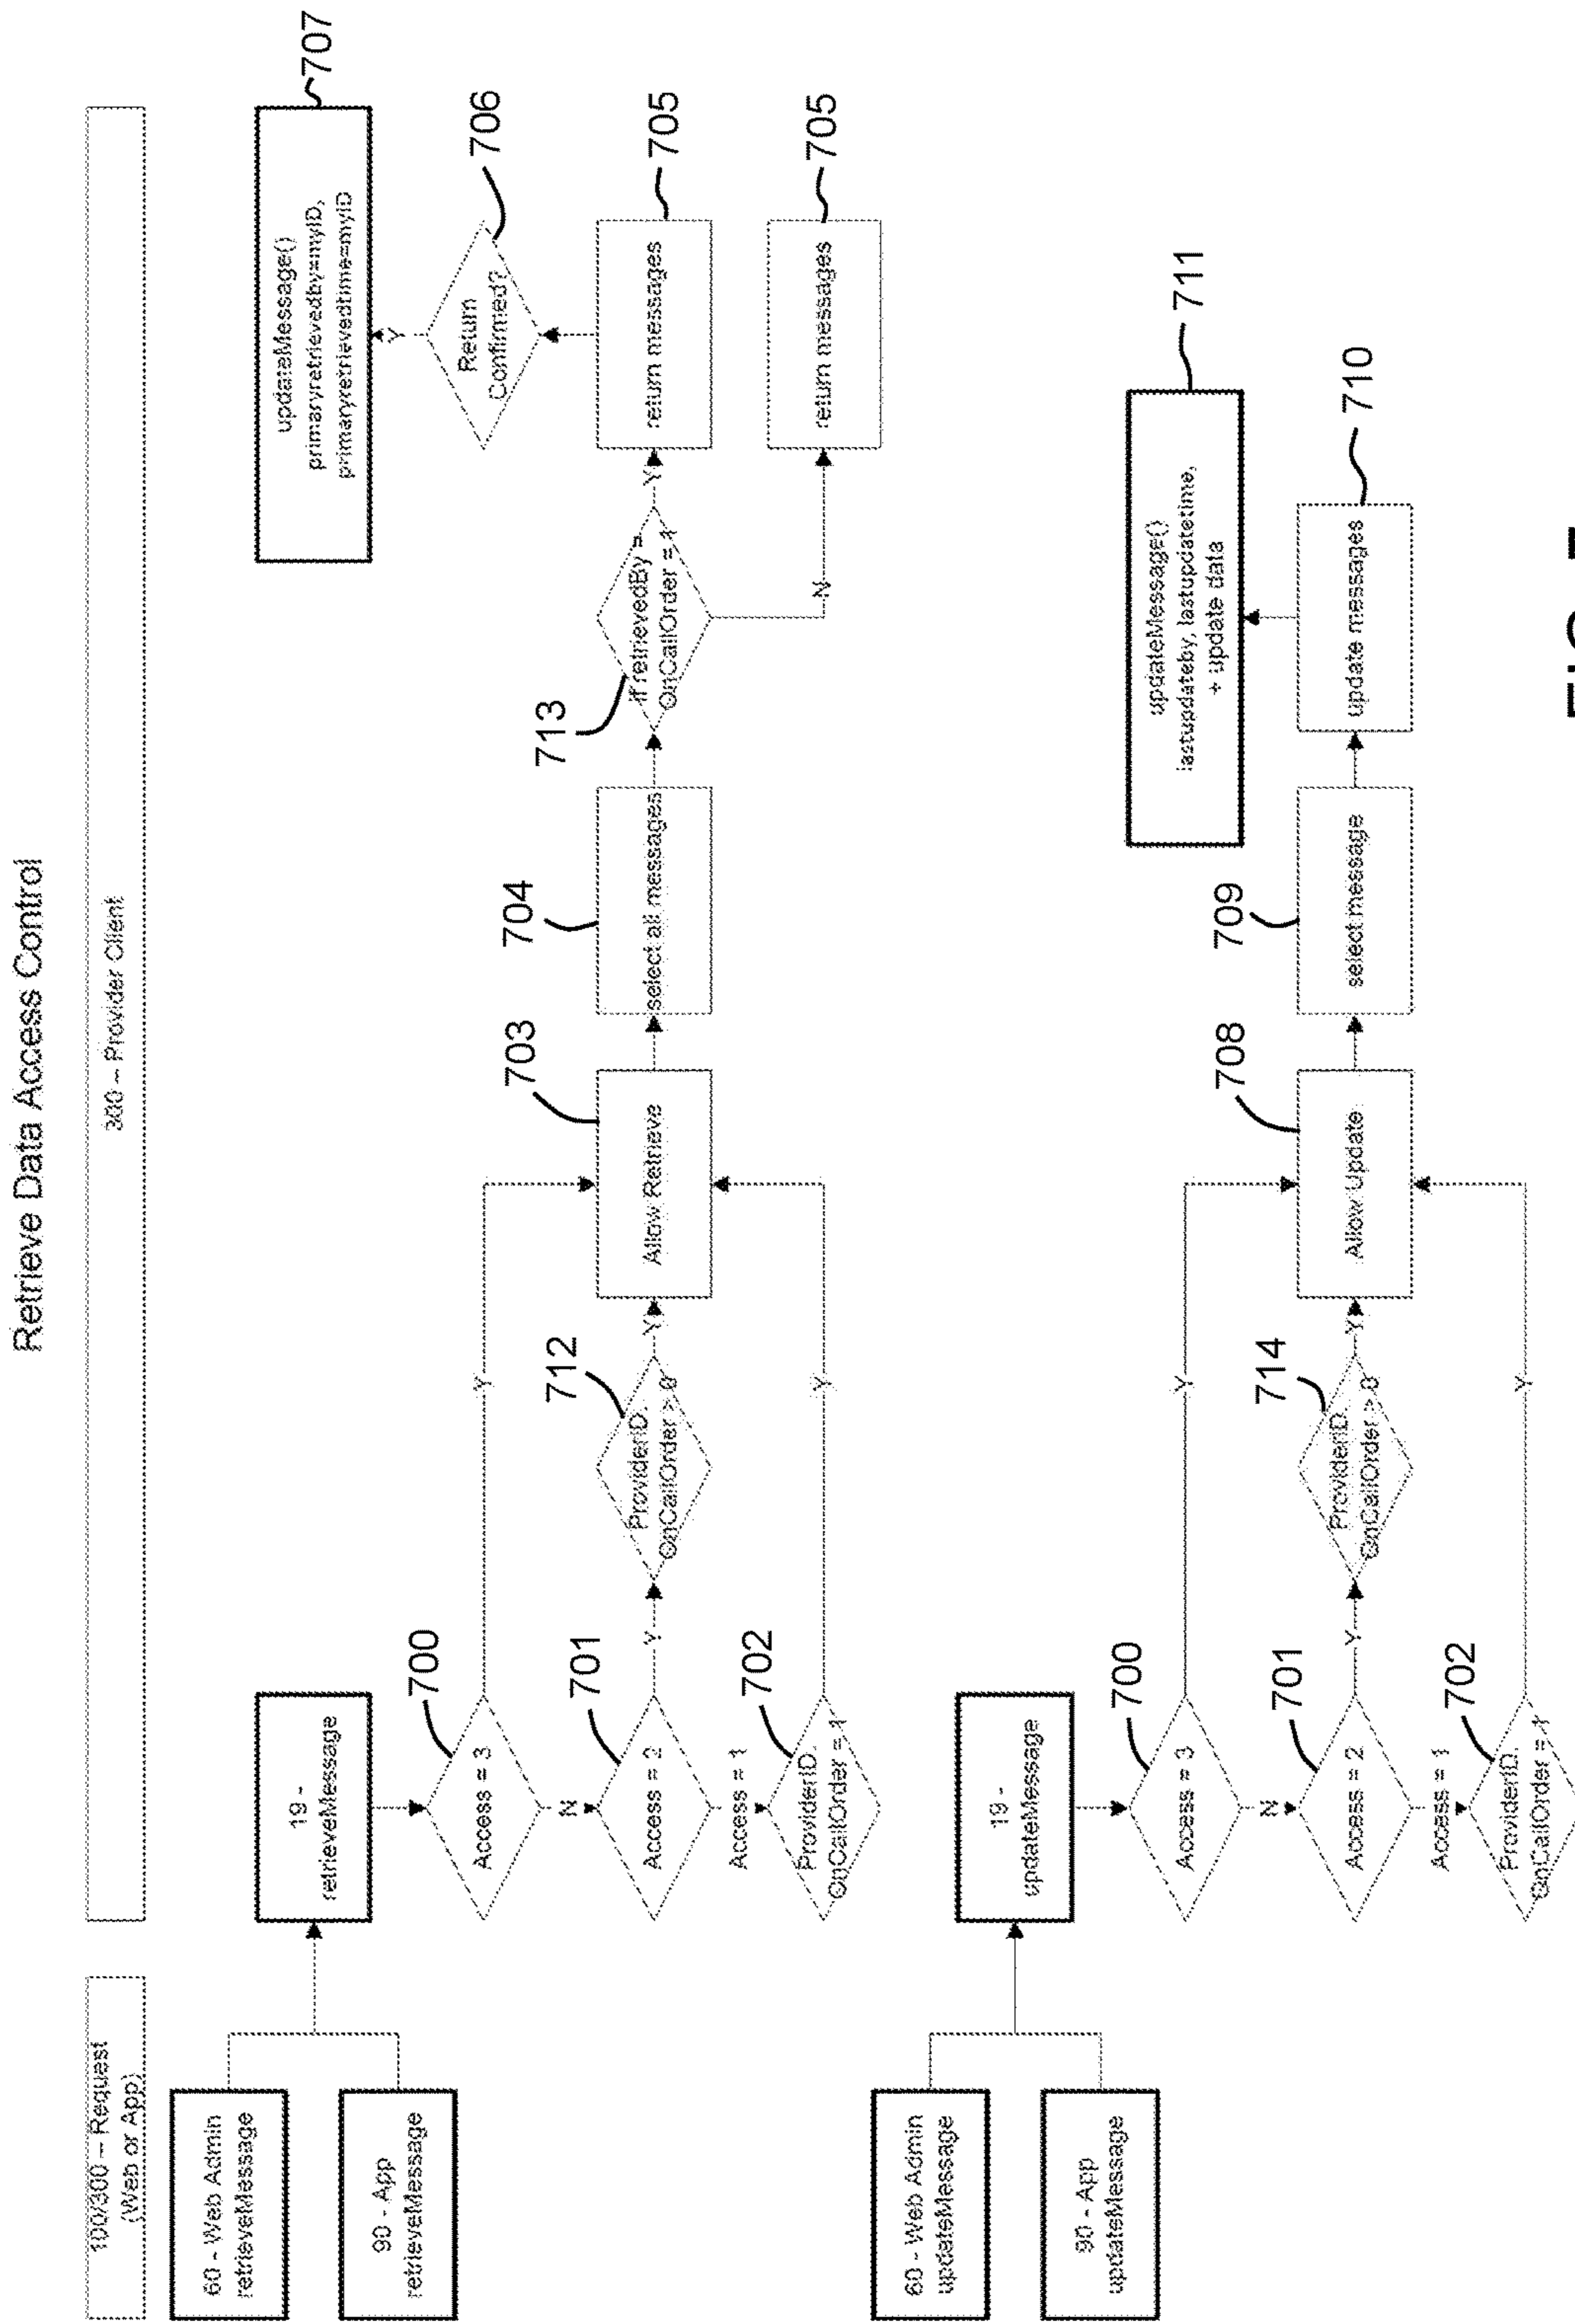 Retrieve Data Access Control
100/300 – Request
(Web or App)
300 – Provider Client
60 - Web Admin
retrieveMessage
90 - App
retrieveMessage
19 -
retrieveMessage
Access = 3
700
Y
N
Access = 2
701
Y
ProviderID.
OnCallOrder > 0
712
Y
Access = 1
ProviderID.
OnCallOrder = 1
702
Y
Allow Retrieve
703
select all messages
704
If retrievedBy =
OnCallOrder = 1
713
Y
N
return messages
705
return messages
705
Return
Confirmed?
706
Y
updateMessage()
primaryretrievedby=myID,
primaryretrievedtime=myID
707
60 - Web Admin
updateMessage
90 - App
updateMessage
19 -
updateMessage
Access = 3
700
Y
N
Access = 2
701
Y
ProviderID.
OnCallOrder > 0
714
Y
Access = 1
ProviderID.
OnCallOrder = 1
702
Y
Allow Update
708
select message
709
update messages
710
updateMessage()
lastupdateby, lastupdatetime,
+ update data
711